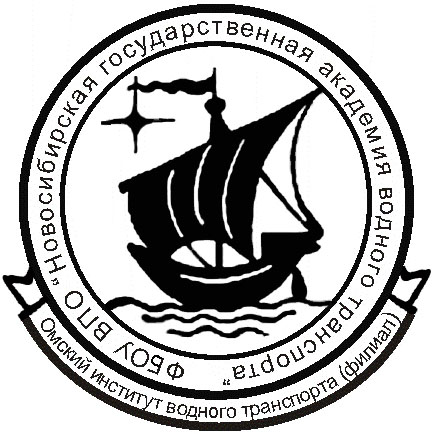 ФБОУ ВПО "Новосибирская государственная академия водного транспорта"
Омский институт водного транспорта (филиал)